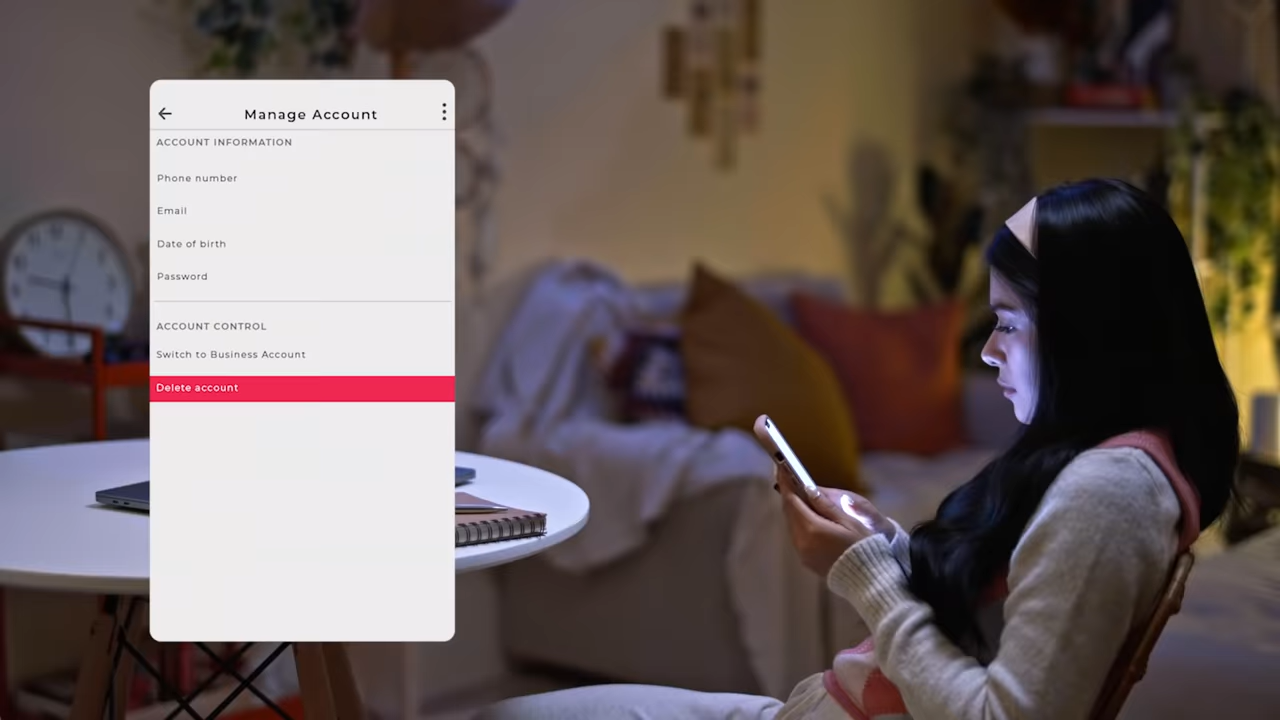 Manage Account
ACCOUNT INFORMATION
Phone number
Email
Date of birth
Password
ACCOUNT CONTROL
Switch to Business Account
Delete account